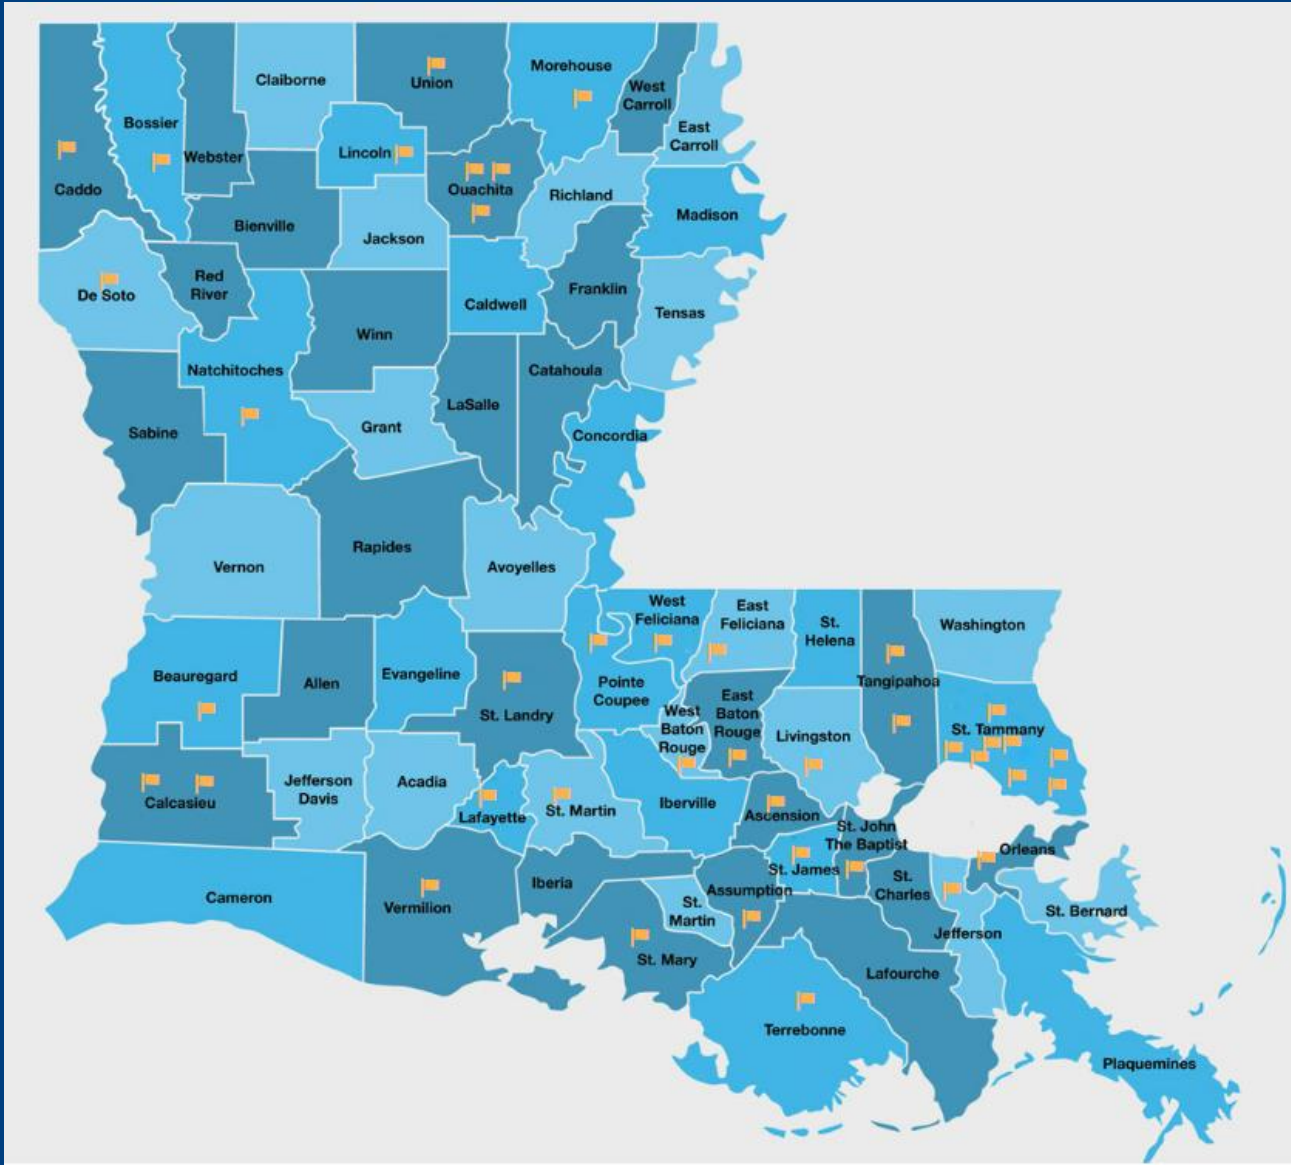 Claiborne
Union
Morehouse
West
Carroll
Bossier
East
Carroll
Webster
Lincoln
Caddo
Ouachita
Richland
Madison
Bienville
Jackson
Red
River
De Soto
Caldwell
Franklin
Tensas
Winn
Natchitoches
Catahoula
LaSalle
Grant
Sabine
Concordia
Rapides
Vernon
Avoyelles
West
Feliciana
East
Feliciana
St.
Helena
Washington
Beauregard
Allen
Evangeline
Pointe
Coupee
Tangipahoa
St. Landry
West
Baton
Rouge
East
Baton
Rouge
Livingston
St. Tammany
Calcasieu
Jefferson
Davis
Acadia
Lafayette
St. Martin
Iberville
Ascension
St. John
The Baptist
Orleans
St. James
Cameron
Vermilion
Iberia
Assumption
St.
Charles
St.
Martin
St. Bernard
Jefferson
St. Mary
Lafourche
Terrebonne
Plaquemines